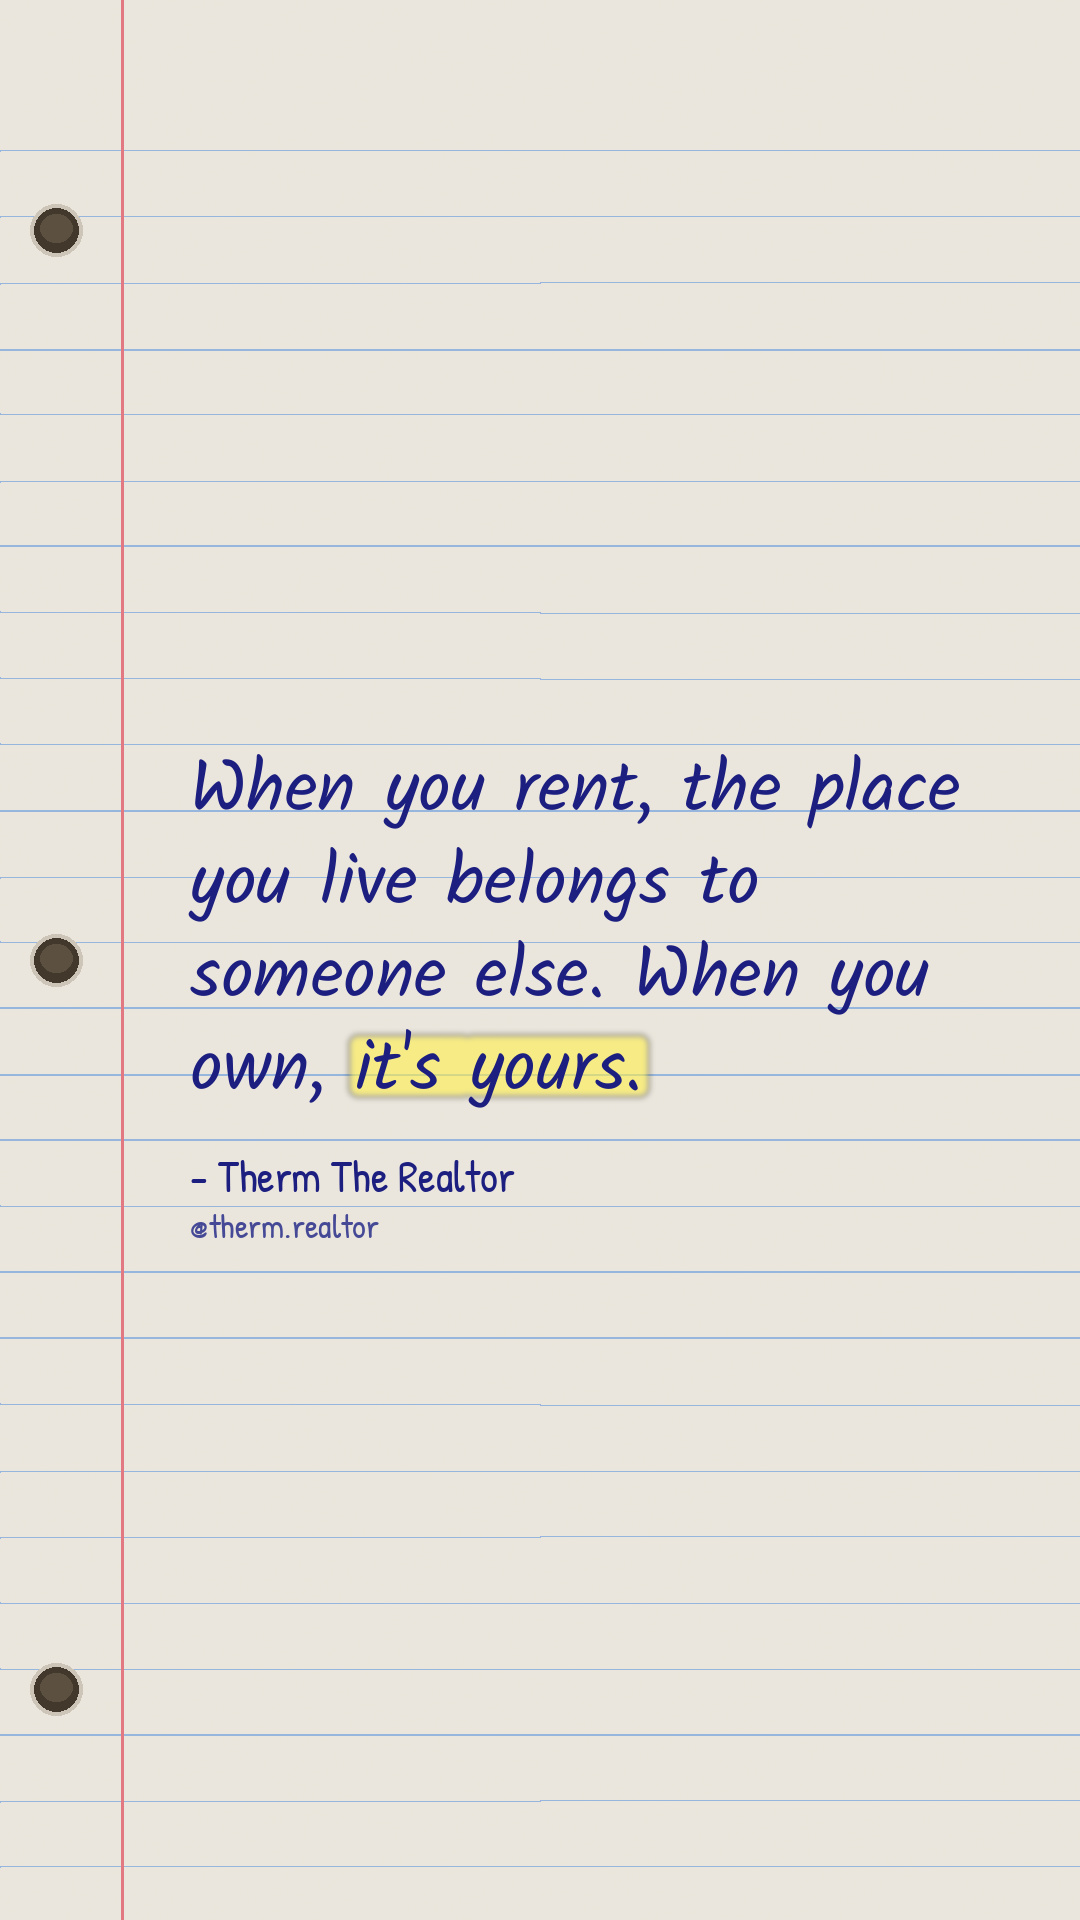 When you rent, the place
you live belongs to
someone else. When you
own, it's yours.
- Therm The Realtor
@therm.realtor